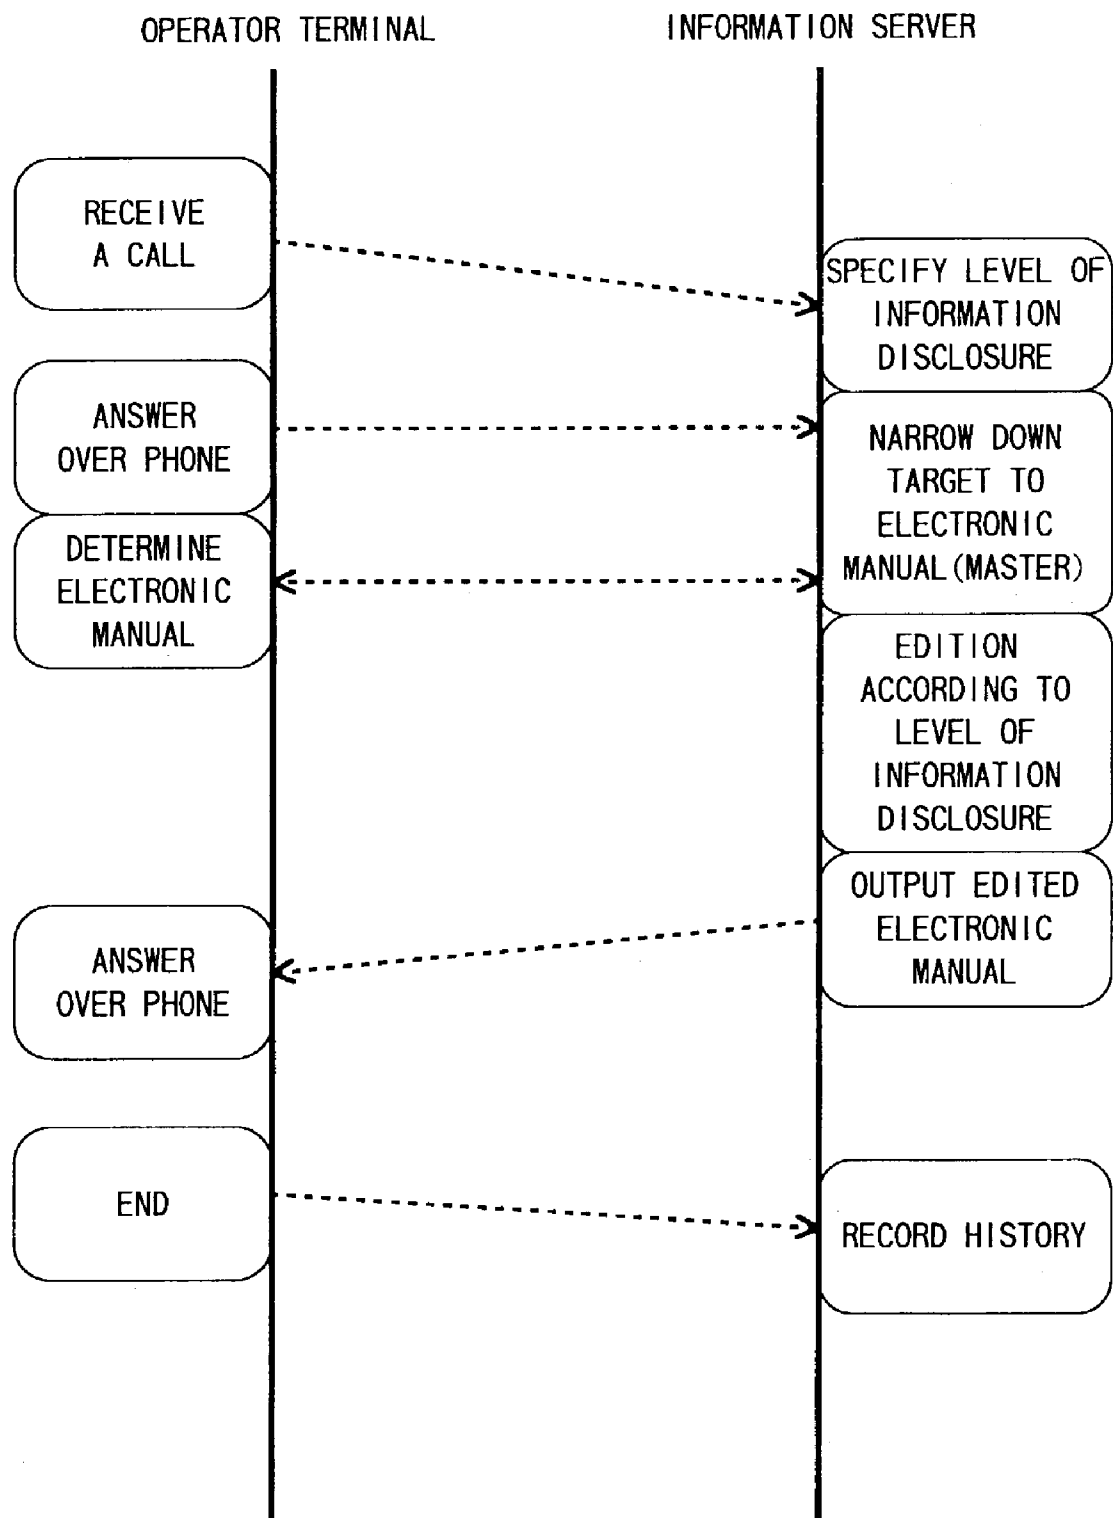 OPERATOR TERMINAL
INFORMATION SERVER
RECEIVE
A CALL
SPECIFY LEVEL OF
INFORMATION
DISCLOSURE
ANSWER
OVER PHONE
NARROW DOWN
TARGET TO
ELECTRONIC
MANUAL(MASTER)
DETERMINE
ELECTRONIC
MANUAL
EDITION
ACCORDING TO
LEVEL OF
INFORMATION
DISCLOSURE
OUTPUT EDITED
ELECTRONIC
MANUAL
ANSWER
OVER PHONE
END
RECORD HISTORY